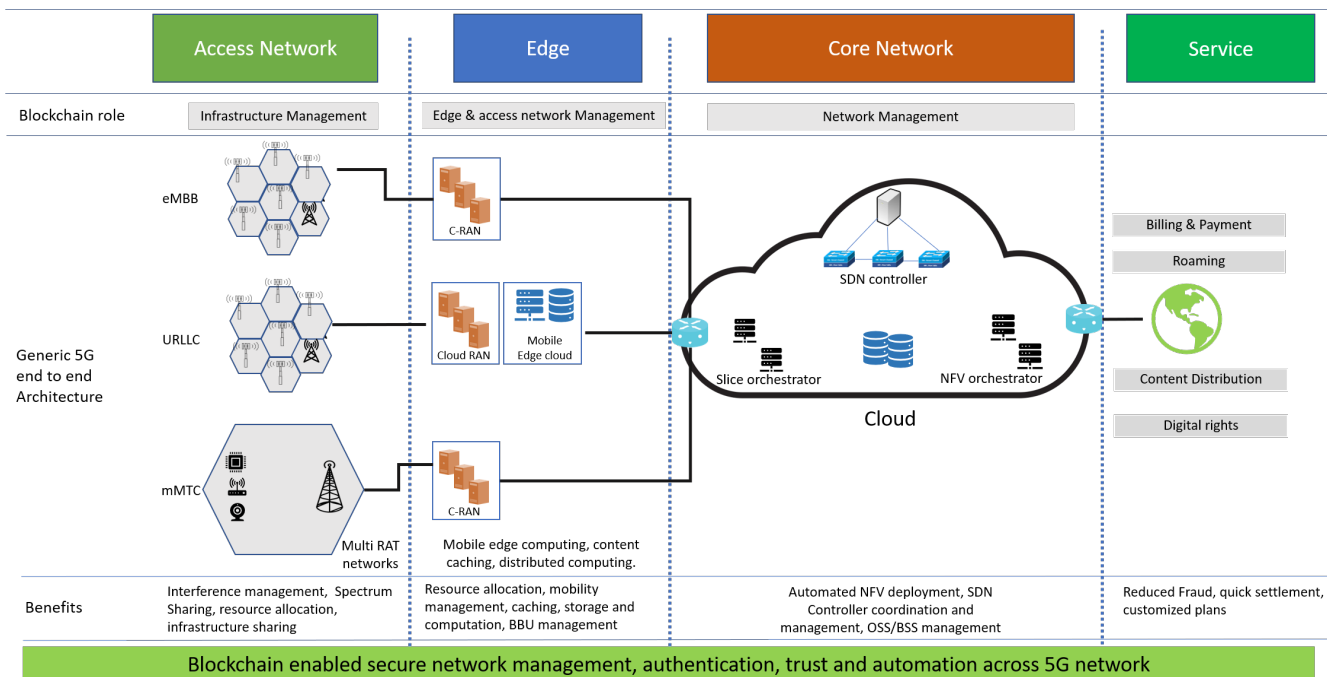 Access Network
Edge
Core Network
Service
Blockchain role
Infrastructure Management
Edge & access network Management
Network Management
Generic 5G
end to end
Architecture
eMBB
C-RAN
URLLC
Cloud RAN
Mobile
Edge cloud
mMTC
C-RAN
Multi RAT
networks
Mobile edge computing, content
caching, distributed computing.
SDN controller
Slice orchestrator
NFV orchestrator
Cloud
Billing & Payment
Roaming
Content Distribution
Digital rights
Benefits
Interference management, Spectrum
Sharing, resource allocation,
infrastructure sharing
Resource allocation, mobility
management, caching, storage and
computation, BBU management
Automated NFV deployment, SDN
Controller coordination and
management, OSS/BSS management
Reduced Fraud, quick settlement,
customized plans
Blockchain enabled secure network management, authentication, trust and automation across 5G network